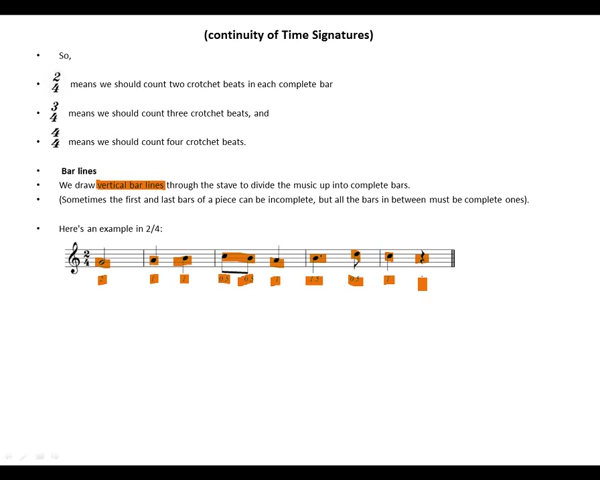 (continuity of Time Signatures)
• So,
• 2/4 means we should count two crotchet beats in each complete bar
• 3/4 means we should count three crotchet beats, and
• 4/4 means we should count four crotchet beats.
• Bar lines
• We draw vertical bar lines through the stave to divide the music up into complete bars.
• (Sometimes the first and last bars of a piece can be incomplete, but all the bars in between must be complete ones).
• Here's an example in 2/4:
2/4